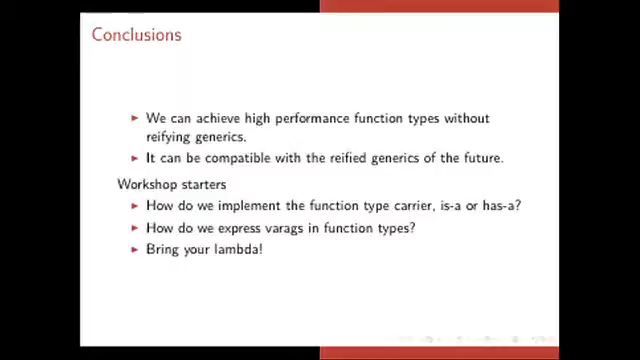 Conclusions
▶ We can achieve high performance function types without
reifying generics.
▶ It can be compatible with the reified generics of the future.
Workshop starters
▶ How do we implement the function type carrier, is-a or has-a?
▶ How do we express varags in function types?
▶ Bring your lambda!